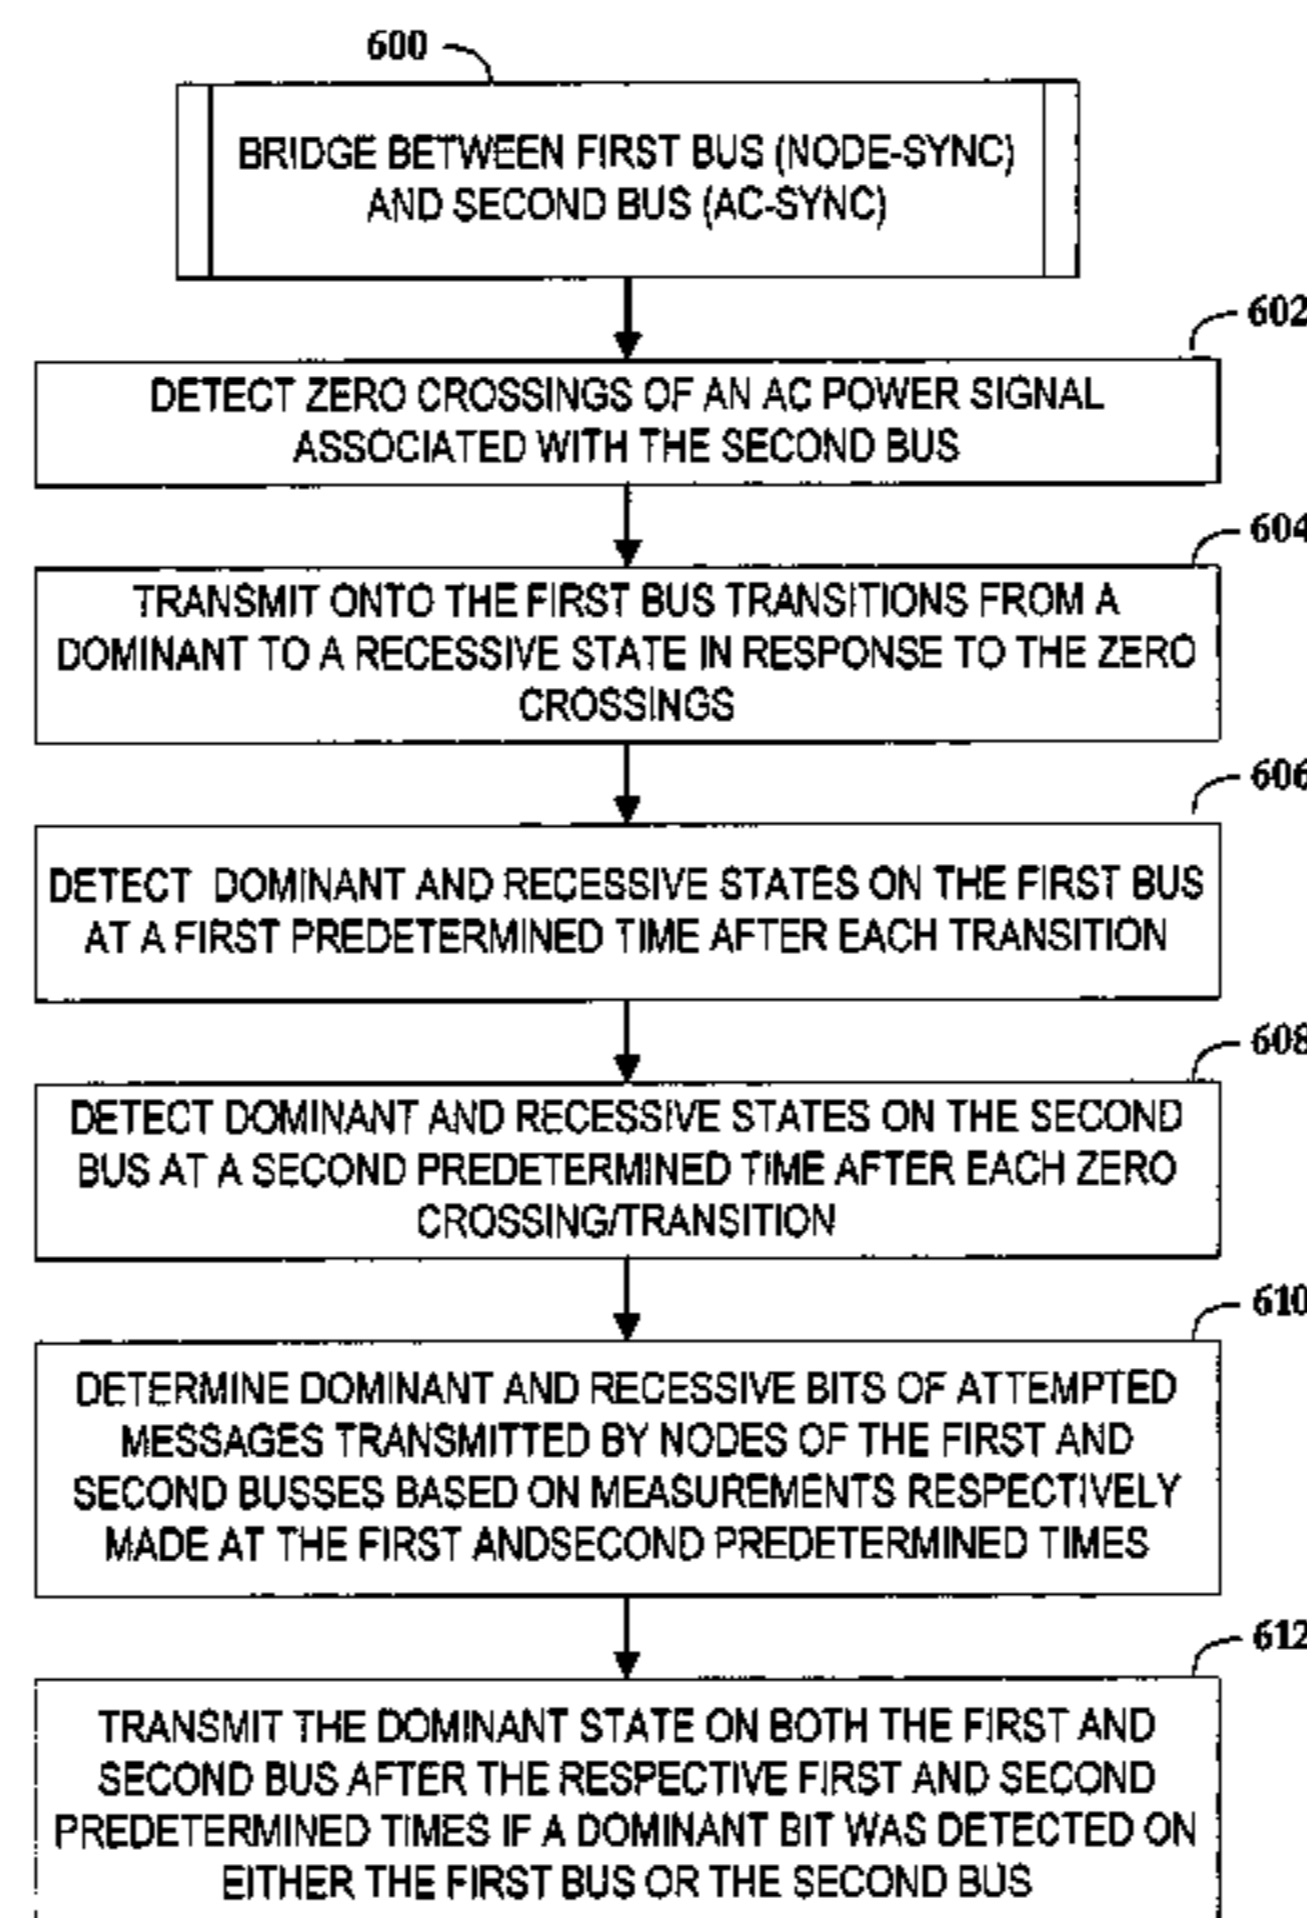 600
BRIDGE BETWEEN FIRST BUS (NODE-SYNC)
AND SECOND BUS (AC-SYNC)
602
DETECT ZERO CROSSINGS OF AN AC POWER SIGNAL
ASSOCIATED WITH THE SECOND BUS
604
TRANSMIT ONTO THE FIRST BUS TRANSITIONS FROM A
DOMINANT TO A RECESSIVE STATE IN RESPONSE TO THE ZERO
CROSSINGS
606
DETECT DOMINANT AND RECESSIVE STATES ON THE FIRST BUS
AT A FIRST PREDETERMINED TIME AFTER EACH TRANSITION
608
DETECT DOMINANT AND RECESSIVE STATES ON THE SECOND
BUS AT A SECOND PREDETERMINED TIME AFTER EACH ZERO
CROSSING/TRANSITION
610
DETERMINE DOMINANT AND RECESSIVE BITS OF ATTEMPTED
MESSAGES TRANSMITTED BY NODES OF THE FIRST AND
SECOND BUSSES BASED ON MEASUREMENTS RESPECTIVELY
MADE AT THE FIRST ANDSECOND PREDETERMINED TIMES
612
TRANSMIT THE DOMINANT STATE ON BOTH THE FIRST AND
SECOND BUS AFTER THE RESPECTIVE FIRST AND SECOND
PREDETERMINED TIMES IF A DOMINANT BIT WAS DETECTED ON
EITHER THE FIRST BUS OR THE SECOND BUS